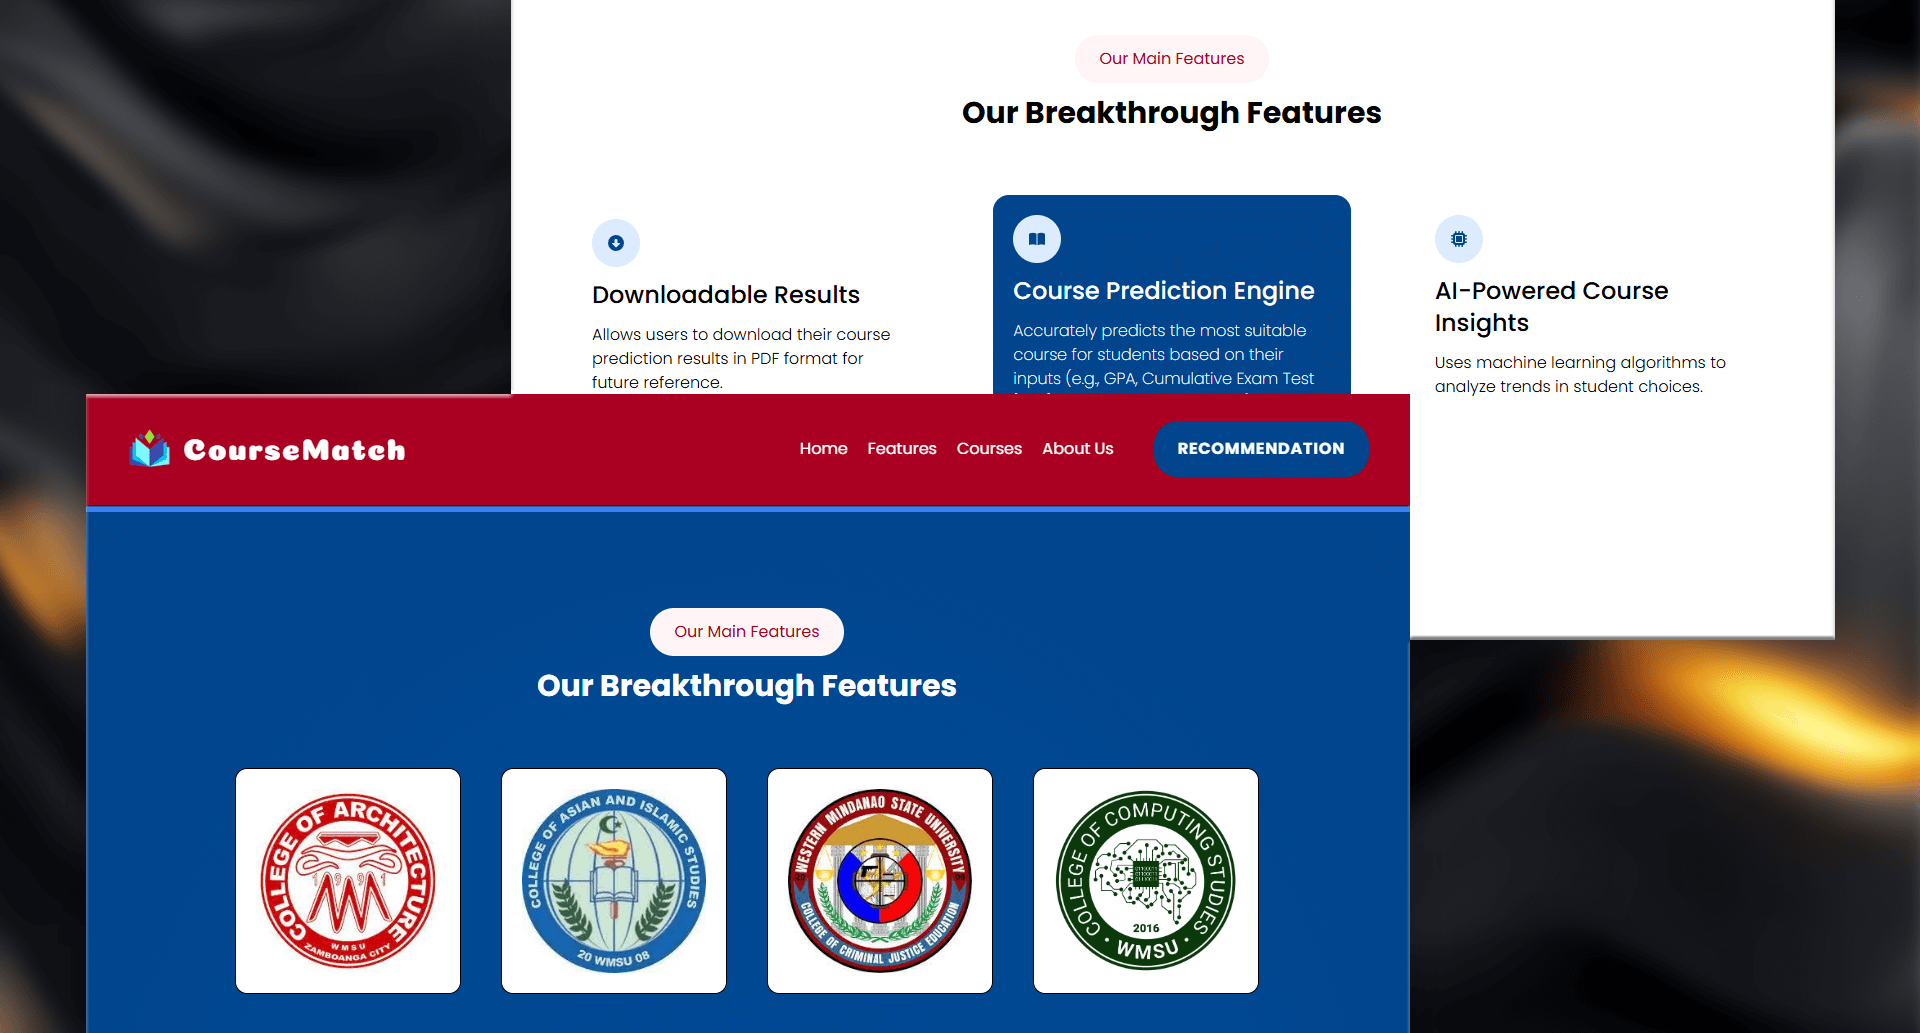 Our Main Features
Our Breakthrough Features
Downloadable Results
Allows users to download their course
prediction results in PDF format for
future reference.
Course Prediction Engine
Accurately predicts the most suitable
course for students based on their
inputs (e.g., GPA, Cumulative Exam Test
AI-Powered Course
Insights
Uses machine learning algorithms to
analyze trends in student choices.
CourseMatch
Home
Features
Courses
About Us
RECOMMENDATION
Our Main Features
Our Breakthrough Features
COLLEGE OF ARCHITECTURE
1991
WMSU
ZAMBOANGA CITY
COLLEGE OF ASIAN AND ISLAMIC STUDIES
20 WMSU 08
WESTERN MINDANAO STATE UNIVERSITY
COLLEGE OF CRIMINAL JUSTICE EDUCATION
COLLEGE OF COMPUTING STUDIES
2016
WMSU